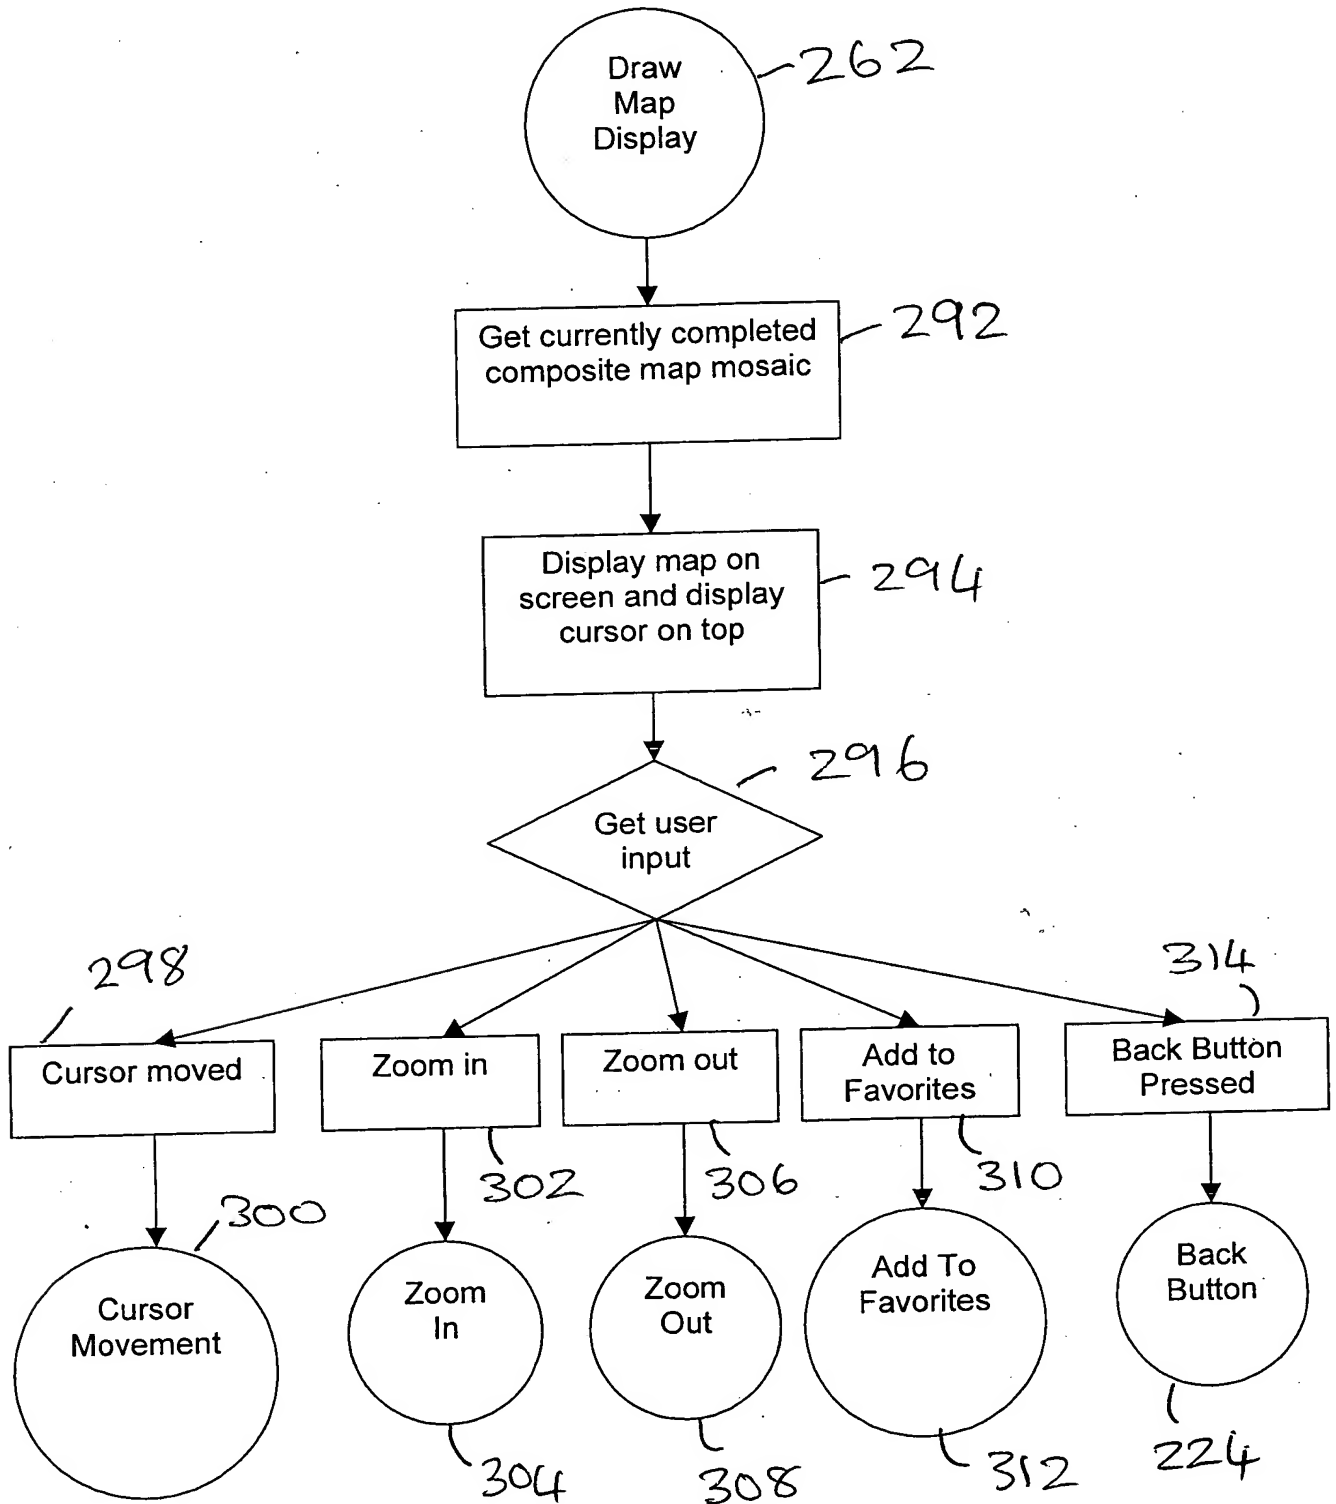 Draw
Map
Display
262
Get currently completed
composite map mosaic
292
Display map on
screen and display
cursor on top
294
Get user
input
296
298
Cursor moved
Zoom in
302
Zoom out
306
Add to
Favorites
310
314
Back Button
Pressed
300
Cursor
Movement
Zoom
In
304
Zoom
Out
308
Add To
Favorites
312
Back
Button
224